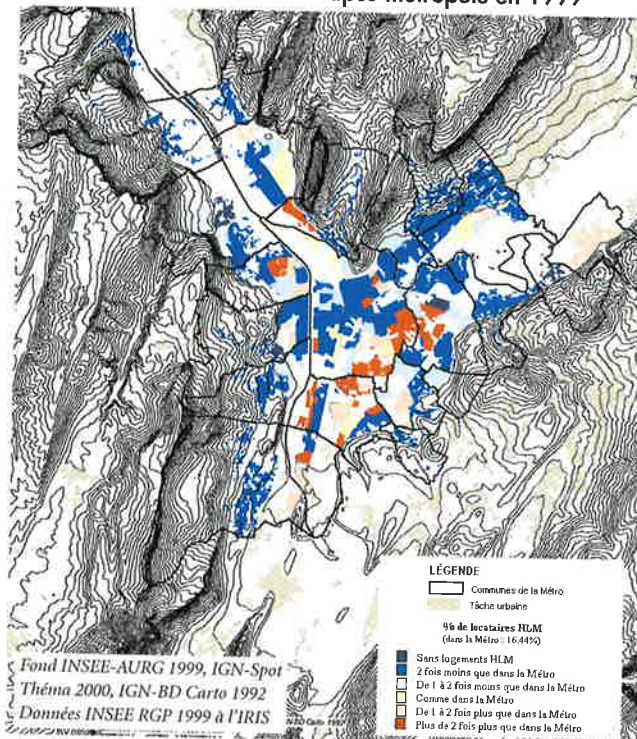 métropole en 1999
LÉGENDE
Communes de la Métro
Tâche urbaine
% de locataires HLM
(dans la Métro : 16,44%)
Sans logements HLM
2 fois moins que dans la Métro
De 1 à 2 fois moins que dans la Métro
Comme dans la Métro
De 1 à 2 fois plus que dans la Métro
Plus de 2 fois plus que dans la Métro
Fond INSEE-AURG 1999, IGN-Spot
Théma 2000, IGN-BD Carto 1992
Données INSEE RGP 1999 à l'IRIS